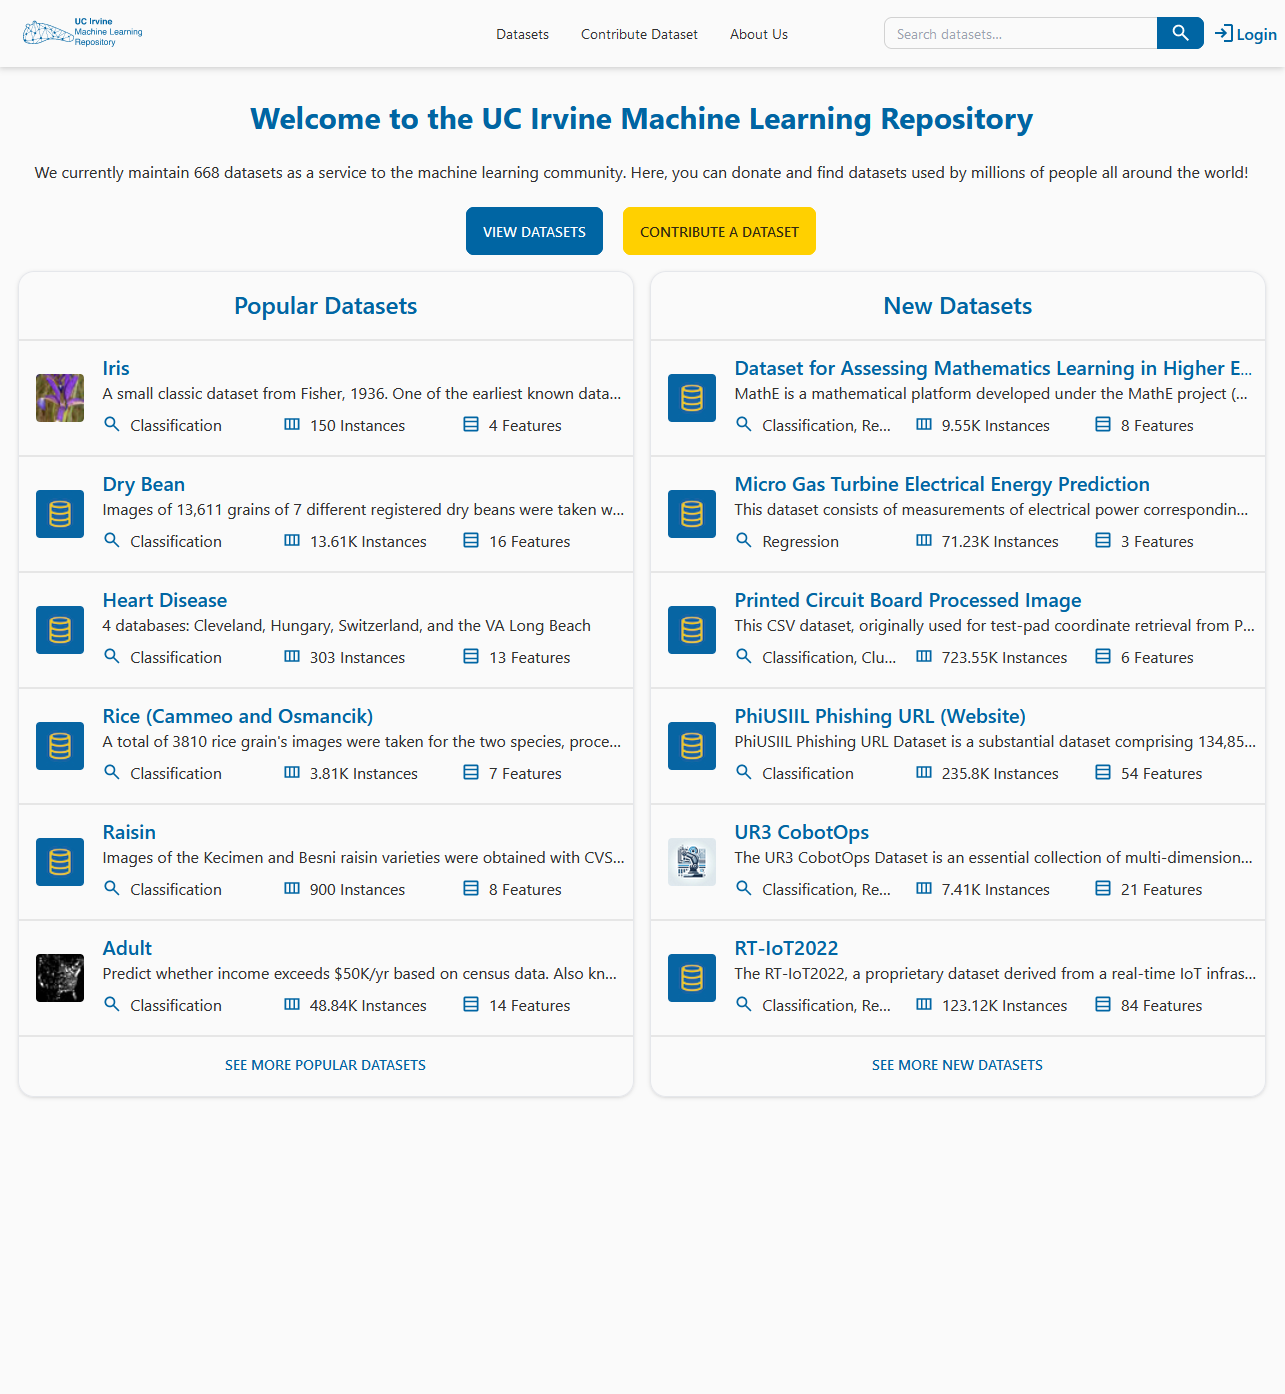 UC Irvine
Machine Learning
Repository
Datasets
Contribute Dataset
About Us
Search datasets...
Login
Welcome to the UC Irvine Machine Learning Repository
We currently maintain 668 datasets as a service to the machine learning community. Here, you can donate and find datasets used by millions of people all around the world!
VIEW DATASETS
CONTRIBUTE A DATASET
Popular Datasets
Iris
A small classic dataset from Fisher, 1936. One of the earliest known data...
Classification
150 Instances
4 Features
Dry Bean
Images of 13,611 grains of 7 different registered dry beans were taken w...
Classification
13.61K Instances
16 Features
Heart Disease
4 databases: Cleveland, Hungary, Switzerland, and the VA Long Beach
Classification
303 Instances
13 Features
Rice (Cammeo and Osmancik)
A total of 3810 rice grain's images were taken for the two species, proce...
Classification
3.81K Instances
7 Features
Raisin
Images of the Kecimen and Besni raisin varieties were obtained with CVS...
Classification
900 Instances
8 Features
Adult
Predict whether income exceeds $50K/yr based on census data. Also kn...
Classification
48.84K Instances
14 Features
SEE MORE POPULAR DATASETS
New Datasets
Dataset for Assessing Mathematics Learning in Higher E...
MathE is a mathematical platform developed under the MathE project (...
Classification, Re...
9.55K Instances
8 Features
Micro Gas Turbine Electrical Energy Prediction
This dataset consists of measurements of electrical power correspondin...
Regression
71.23K Instances
3 Features
Printed Circuit Board Processed Image
This CSV dataset, originally used for test-pad coordinate retrieval from P...
Classification, Clu...
723.55K Instances
6 Features
PhiUSIIL Phishing URL (Website)
PhiUSIIL Phishing URL Dataset is a substantial dataset comprising 134,85...
Classification
235.8K Instances
54 Features
UR3 CobotOps
The UR3 CobotOps Dataset is an essential collection of multi-dimension...
Classification, Re...
7.41K Instances
21 Features
RT-IoT2022
The RT-IoT2022, a proprietary dataset derived from a real-time IoT infras...
Classification, Re...
123.12K Instances
84 Features
SEE MORE NEW DATASETS